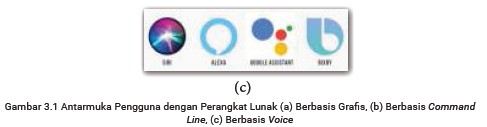 SIRI ALEXA GOOGLE ASSISTANT BIXBY
(c)
Gambar 3.1 Antarmuka Pengguna dengan Perangkat Lunak (a) Berbasis Grafis, (b) Berbasis Command
Line, (c) Berbasis Voice